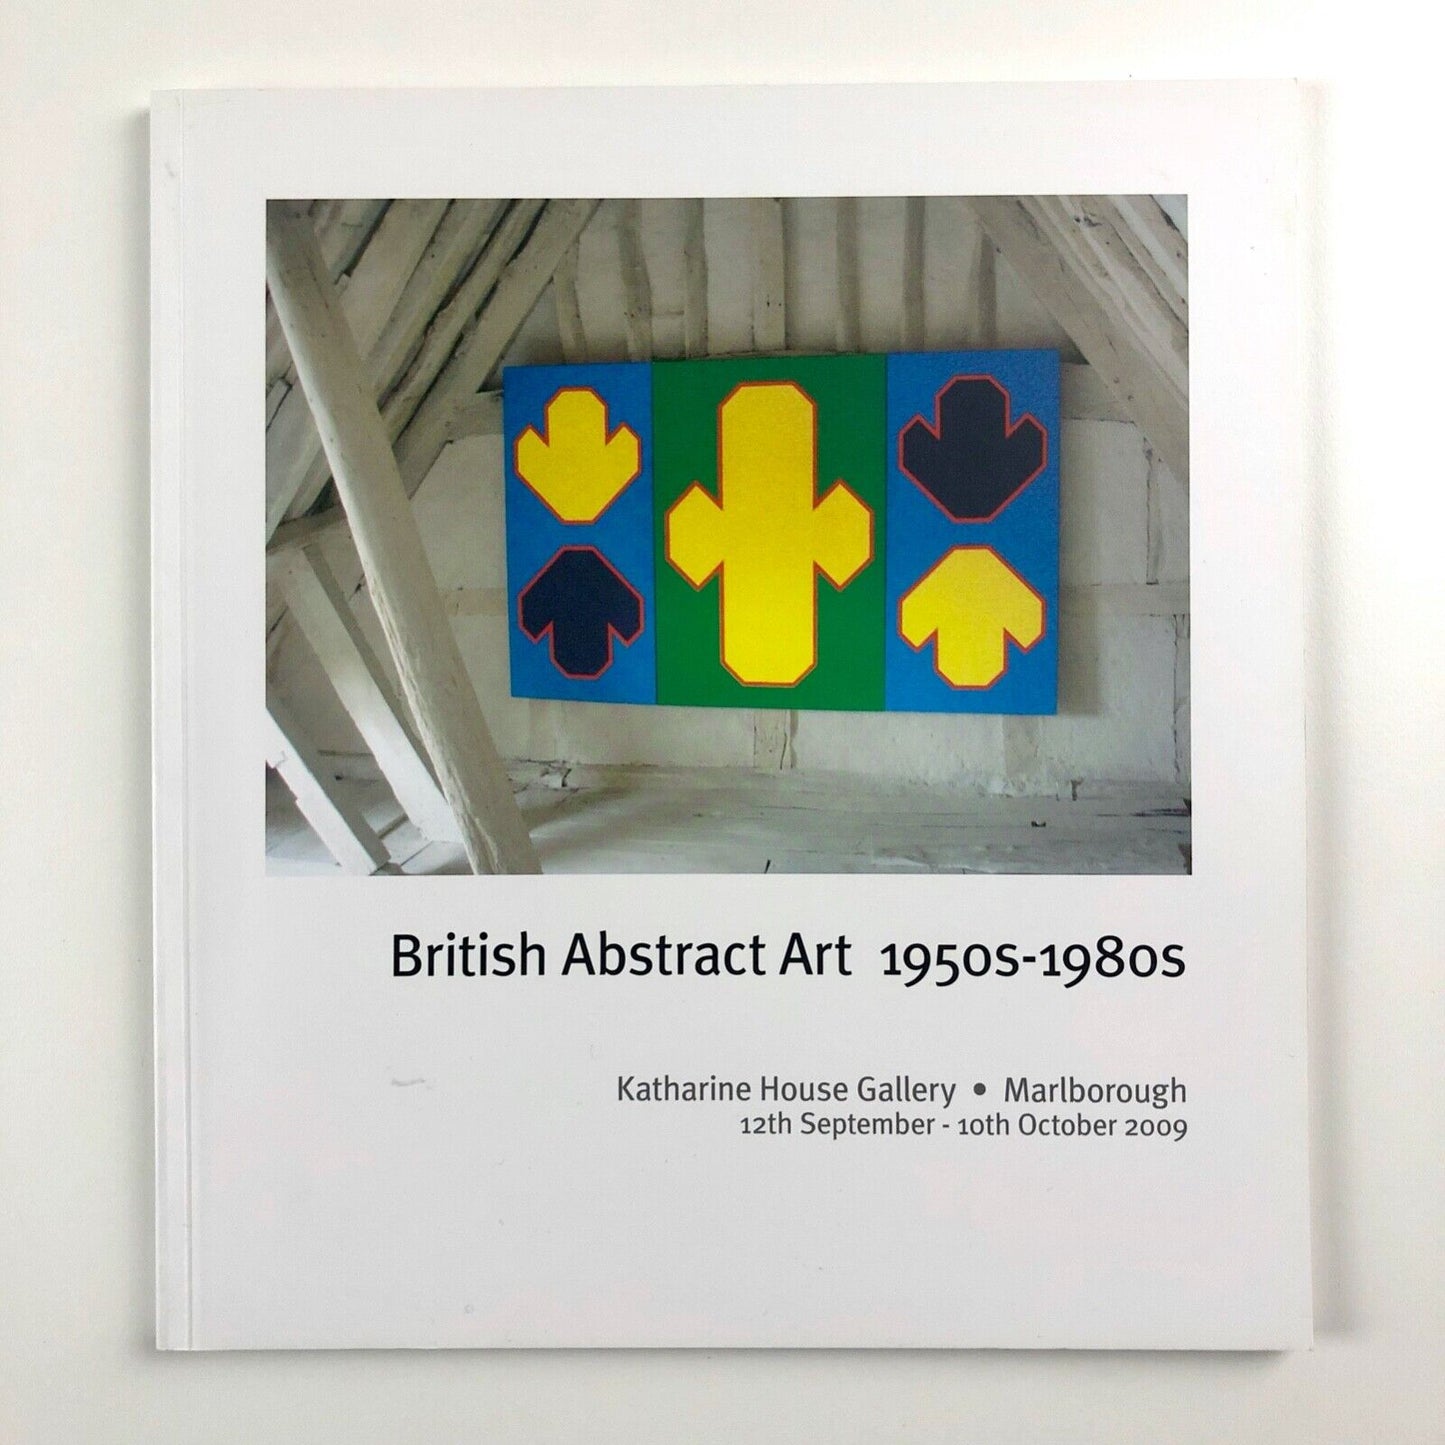 British Abstract Art 1950s-1980s
Katharine House Gallery • Marlborough
12th September - 10th October 2009